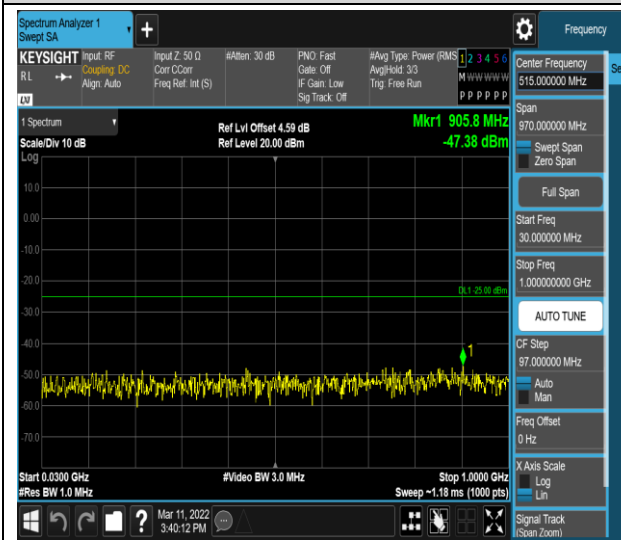 Spectrum Analyzer 1
Swept SA
Frequency
KEYSIGHT
RL
LXI
Input: RF
Coupling: DC
Align: Auto
Input Z: 50 Ω
Corr CCorr
Freq Ref: Int (S)
#Atten: 30 dB
PNO: Fast
Gate: Off
IF Gain: Low
Sig Track: Off
#Avg Type: Power (RMS
Avg|Hold: 3/3
Trig: Free Run
1 2 3 4 5 6
M W W W W W
P P P P P P
Center Frequency
515.000000 MHz
Se
Span
970.000000 MHz
Swept Span
Zero Span
Full Span
Start Freq
30.000000 MHz
Stop Freq
1.000000000 GHz
AUTO TUNE
CF Step
97.000000 MHz
Auto
Man
Freq Offset
0 Hz
X Axis Scale
Log
Lin
Signal Track
(Span Zoom)
1 Spectrum
Scale/Div 10 dB
Log
Ref Lvl Offset 4.59 dB
Ref Level 20.00 dBm
Mkr1 905.8 MHz
-47.38 dBm
10.0
0.00
-10.0
-20.0
DL1 -25.00 dBm
-30.0
-40.0
1
-50.0
-60.0
-70.0
Start 0.0300 GHz
#Video BW 3.0 MHz
Stop 1.0000 GHz
#Res BW 1.0 MHz
Sweep ~1.18 ms (1000 pts)
?
Mar 11, 2022
3:40:12 PM